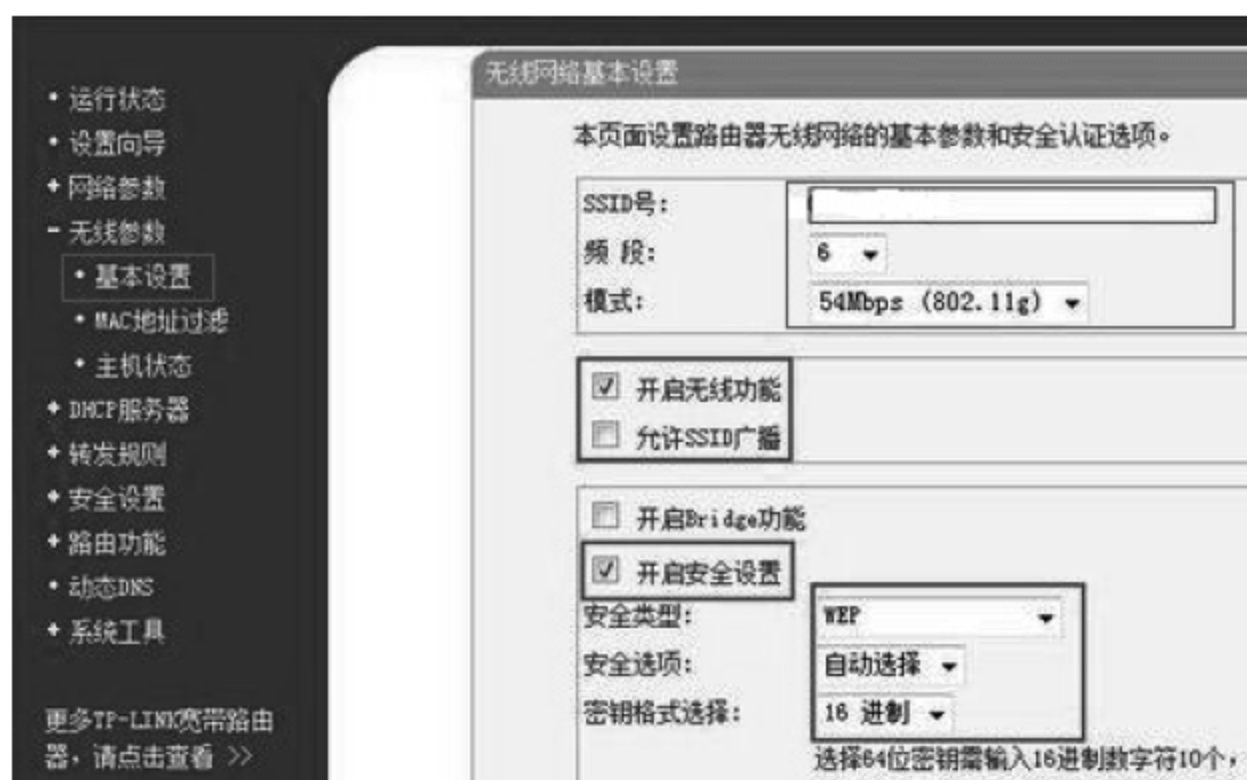 无线网络基本设置
• 运行状态
• 设置向导
+ 网络参数
- 无线参数
• 基本设置
• MAC地址过滤
• 主机状态
+ DHCP服务器
+ 转发规则
+ 安全设置
+ 路由功能
• 动态DNS
+ 系统工具
更多TP-LINK宽带路由
器，请点击查看 >>
本页面设置路由器无线网络的基本参数和安全认证选项。
SSID号：
频 段： 6
模式： 54Mbps (802.11g)
开启无线功能
允许SSID广播
开启Bridge功能
开启安全设置
安全类型： WEP
安全选项： 自动选择
密钥格式选择： 16 进制
选择64位密钥需输入16进制数字符10个，